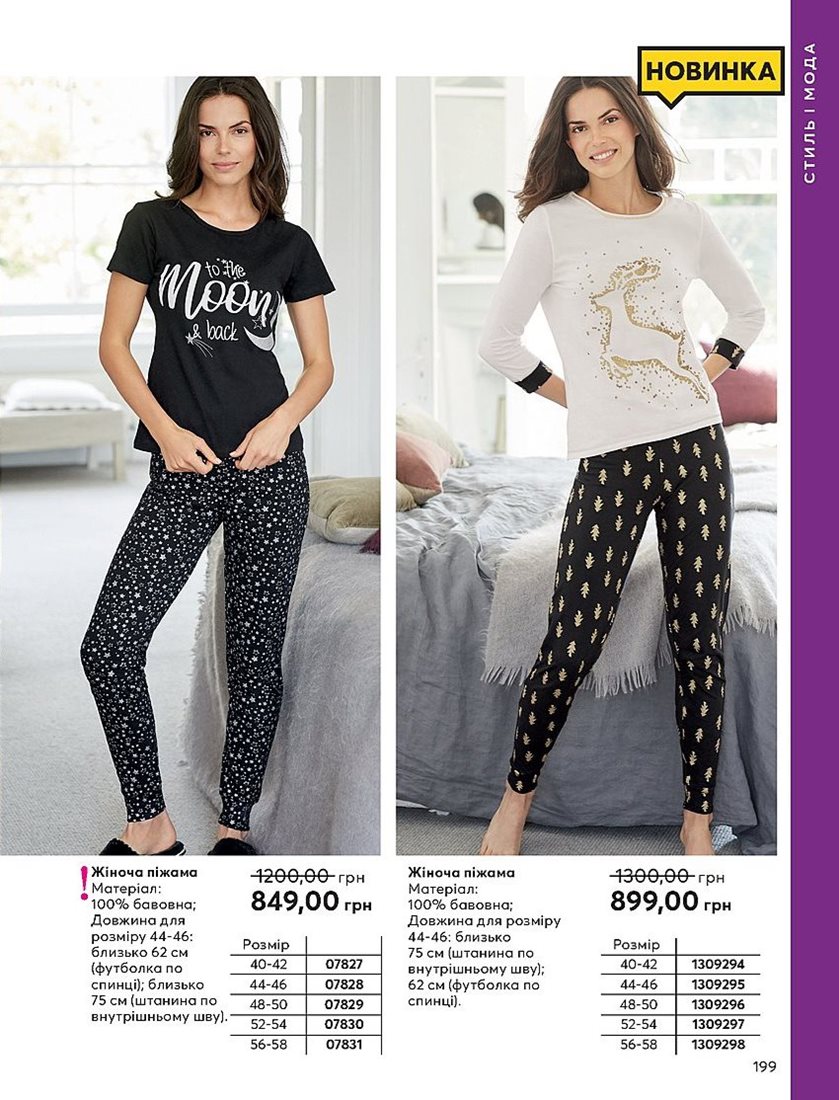 НОВИНКА
СТИЛЬ І МОДА
to the
Moon
& back
Жіноча піжама
Матеріал:
100% бавовна;
Довжина для
розміру 44-46:
близько 62 см
(футболка по
спинці); близько
75 см (штанина по
внутрішньому шву).
1200,00 грн
849,00 грн
Розмір
40-42 07827
44-46 07828
48-50 07829
52-54 07830
56-58 07831
Жіноча піжама
Матеріал:
100% бавовна;
Довжина для розміру
44-46: близько
75 см (штанина по
внутрішньому шву);
62 см (футболка по
спинці).
1300,00 грн
899,00 грн
Розмір
40-42 1309294
44-46 1309295
48-50 1309296
52-54 1309297
56-58 1309298
199